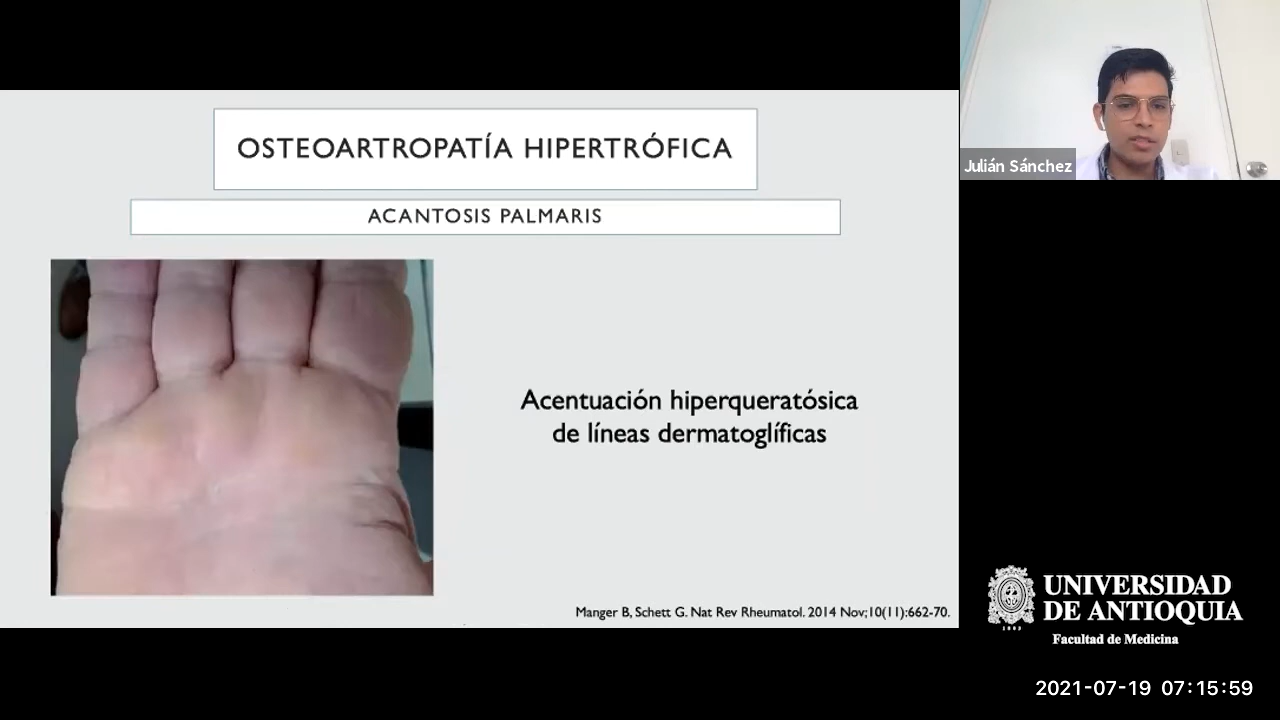 OSTEOARTROPATÍA HIPERTRÓFICA
ACANTOSIS PALMARIS
Acentuación hiperqueratósica
de líneas dermatoglíficas
Manger B, Schett G. Nat Rev Rheumatol. 2014 Nov;10(11):662-70.
Julián Sánchez
1803
UNIVERSIDAD
DE ANTIOQUIA
Facultad de Medicina
2021-07-19 07:15:59